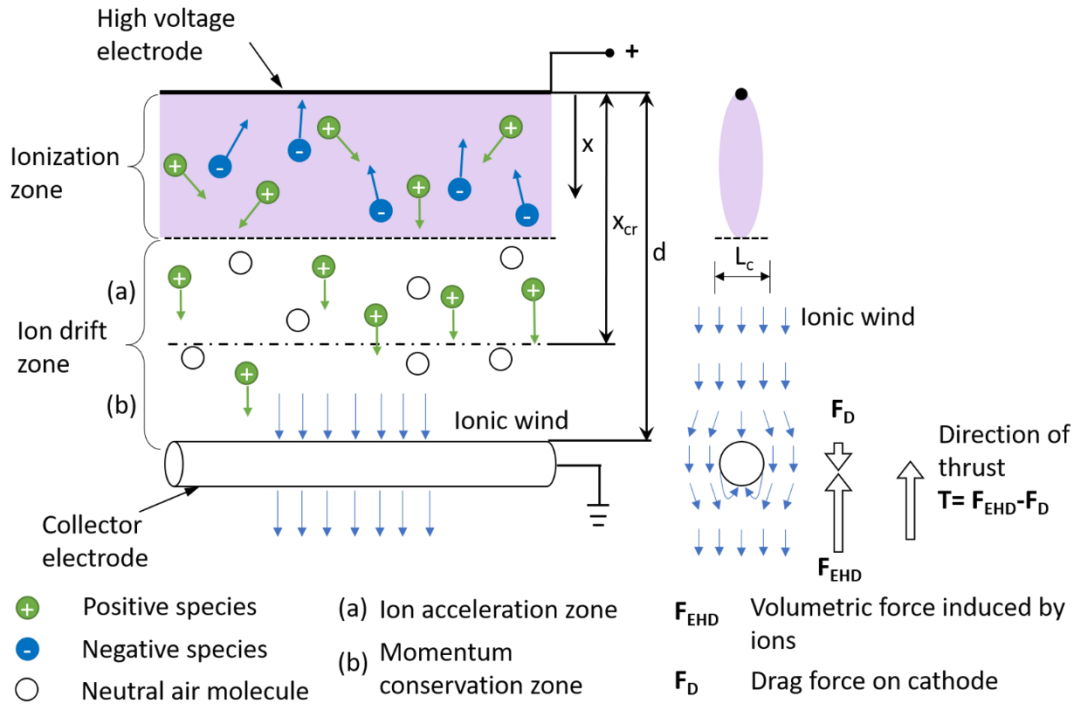 High voltage
electrode
+
Ionization
zone
x
x_cr
d
L_c
(a)
Ion drift
zone
(b)
Ionic wind
Ionic wind
F_D
Direction of
thrust
T= F_EHD-F_D
F_EHD
Collector
electrode
+ Positive species
- Negative species
Neutral air molecule
(a) Ion acceleration zone
(b) Momentum
conservation zone
F_EHD Volumetric force induced by
ions
F_D Drag force on cathode